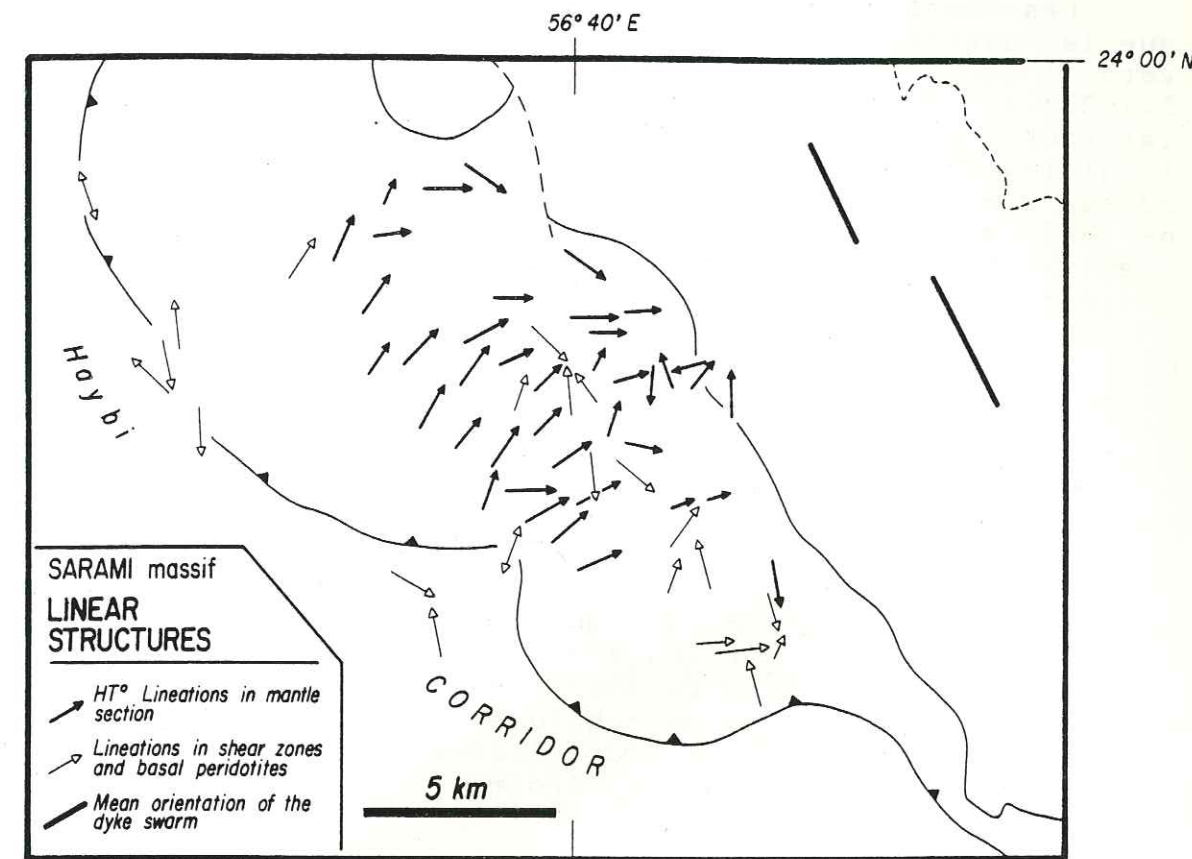 56° 40' E
24° 00' N
Haybi
SARAMI massif
LINEAR
STRUCTURES
HT° Lineations in mantle
section
Lineations in shear zones
and basal peridotites
Mean orientation of the
dyke swarm
CORRIDOR
5 km